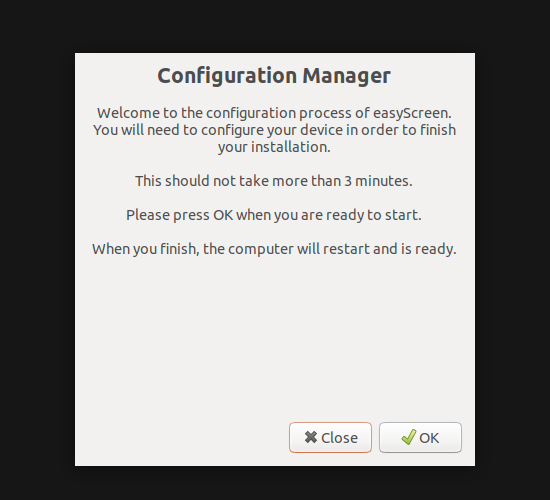 Configuration Manager
Welcome to the configuration process of easyScreen.
You will need to configure your device in order to finish
your installation.
This should not take more than 3 minutes.
Please press OK when you are ready to start.
When you finish, the computer will restart and is ready.
Close
OK